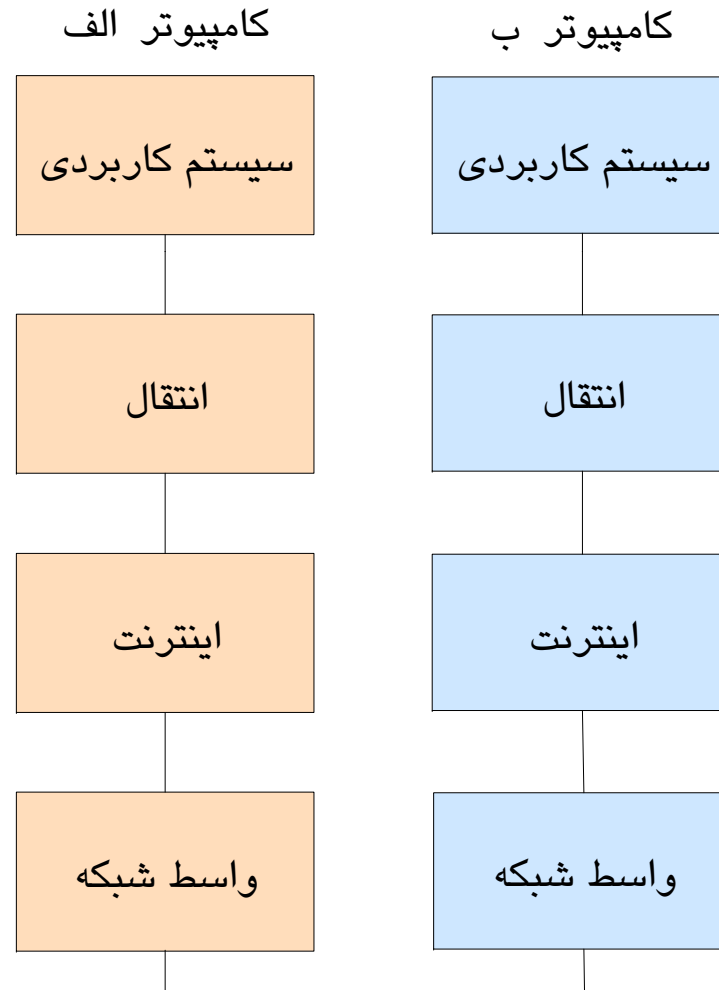 کامپیوتر الف
سیستم کاربردی
انتقال
اینترنت
واسط شبکه
کامپیوتر ب
سیستم کاربردی
انتقال
اینترنت
واسط شبکه